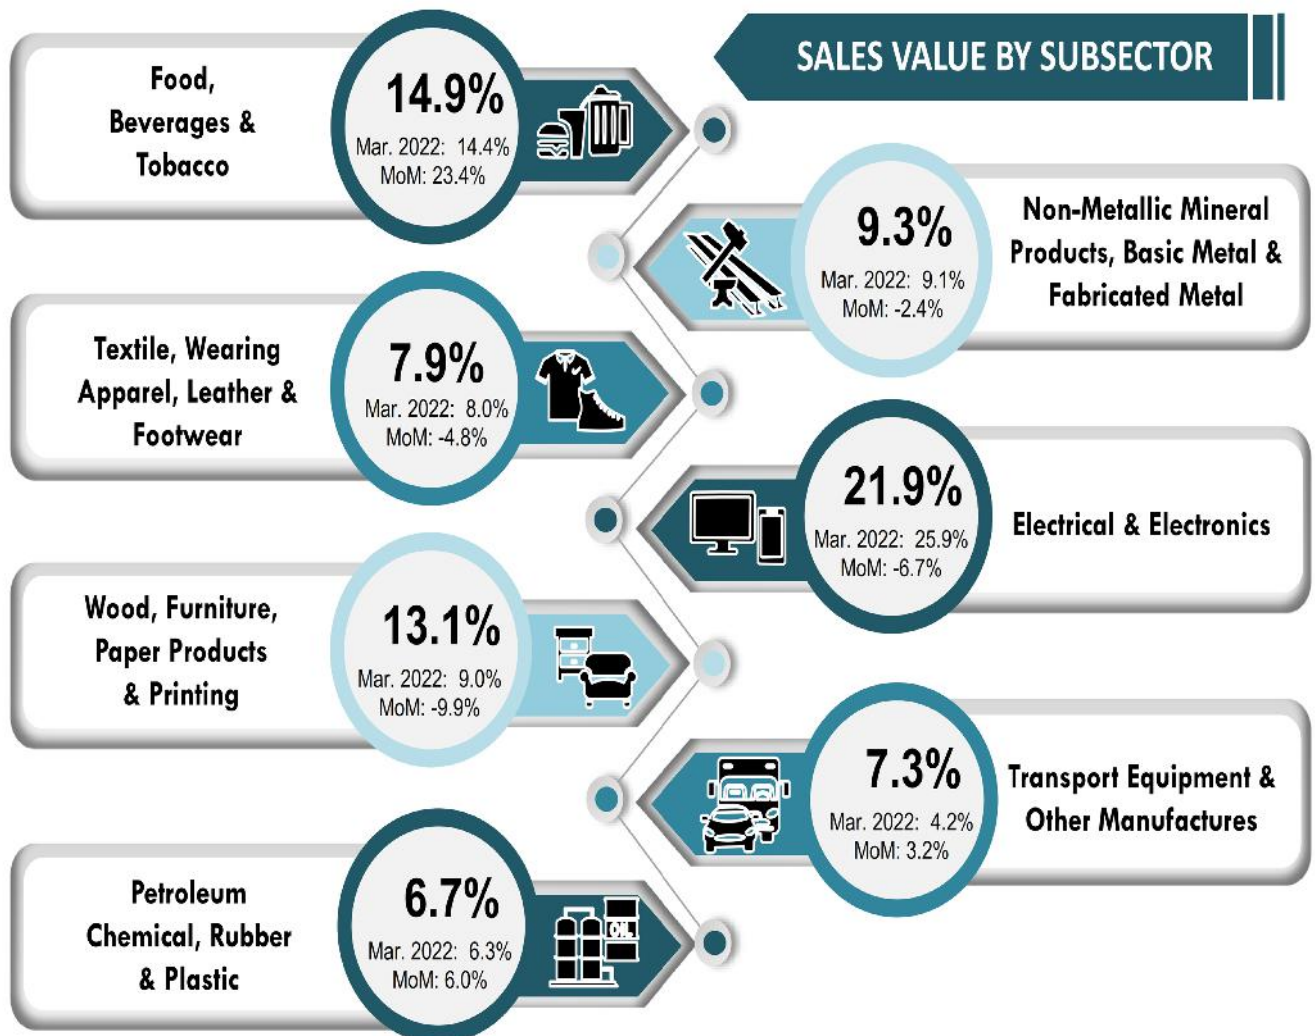 SALES VALUE BY SUBSECTOR
Food,
Beverages &
Tobacco
14.9%
Mar. 2022: 14.4%
MoM: 23.4%
Non-Metallic Mineral
Products, Basic Metal &
Fabricated Metal
9.3%
Mar. 2022: 9.1%
MoM: -2.4%
Textile, Wearing
Apparel, Leather &
Footwear
7.9%
Mar. 2022: 8.0%
MoM: -4.8%
Electrical & Electronics
21.9%
Mar. 2022: 25.9%
MoM: -6.7%
Wood, Furniture,
Paper Products
& Printing
13.1%
Mar. 2022: 9.0%
MoM: -9.9%
Transport Equipment &
Other Manufactures
7.3%
Mar. 2022: 4.2%
MoM: 3.2%
Petroleum
Chemical, Rubber
& Plastic
6.7%
Mar. 2022: 6.3%
MoM: 6.0%
OIL